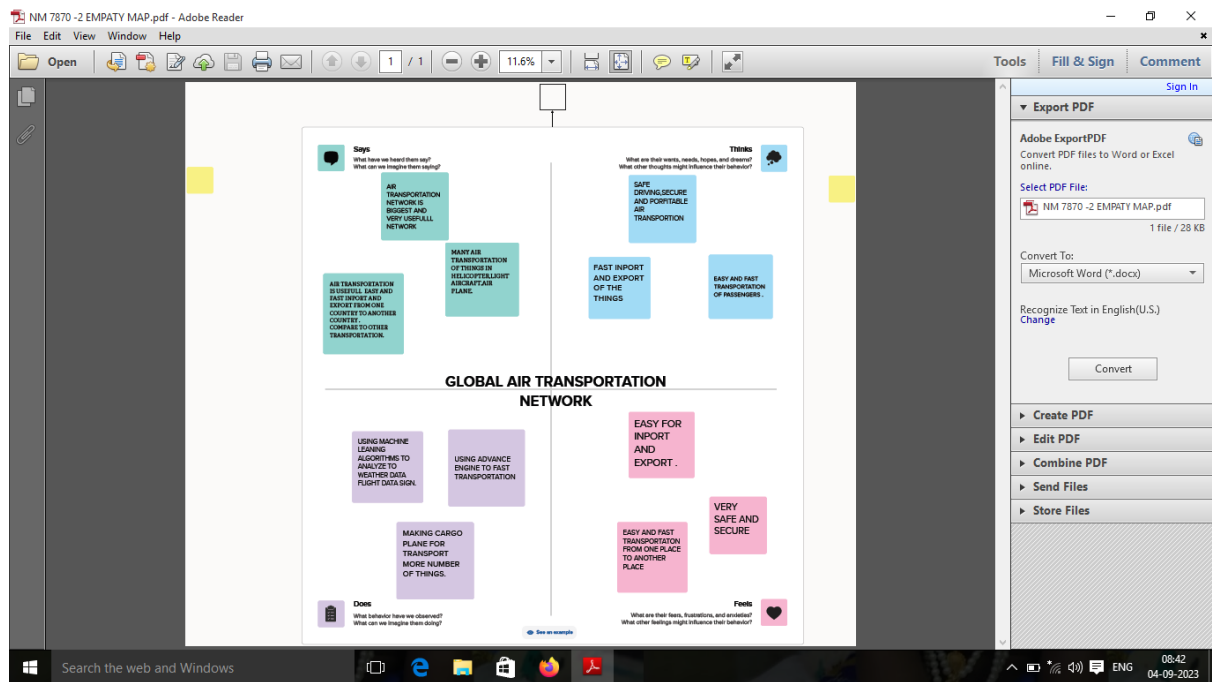 NM 7870 -2 EMPATY MAP.pdf - Adobe Reader
File Edit View Window Help
Open
1 / 1
11.6%
Tools Fill & Sign Comment
Sign In
Says
What have we heard them say?
What can we imagine them saying?
AIR
TRANSPORTATION
NETWORK IS
BIGGEST AND
VERY USEFULLL
NETWORK
MANT AIR
TRANSPORTATION
OF THINGS IN
HELICOPTER,LIGHT
AIRCRAFT,AIR
PLANE.
AIR TRANSPORTATION
IS USEFULL EASY AND
FAST INPORT AND
EXPORT FROM ONE
COUNTRY TO ANOTHER
COUNTRY .
COMPARE TO OTHER
TRANSPORTATION.
Thinks
What are their wants, needs, hopes, and dreams?
What other thoughts might influence their behavior?
SAFE
DRIVING,SECURE
AND PORFITABLE
AIR
TRANSPORTION
FAST INPORT
AND EXPORT
OF THE
THINGS
EASY AND FAST
TRANSPORTATION
OF PASSENGERS .
GLOBAL AIR TRANSPORTATION
NETWORK
USING MACHINE
LEANING
ALGORITHMS TO
ANALYZE TO
WEATHER DATA
FLIGHT DATA SIGN.
USING ADVANCE
ENGINE TO FAST
TRANSPORTATION
MAKING CARGO
PLANE FOR
TRANSPORT
MORE NUMBER
OF THINGS.
Does
What behavior have we observed?
What can we imagine them doing?
EASY FOR
INPORT
AND
EXPORT .
VERY
SAFE AND
SECURE
EASY AND FAST
TRANSPORTATON
FROM ONE PLACE
TO ANOTHER
PLACE
Feels
What are their fears, frustrations, and anxieties?
What other feelings might influence their behavior?
See an example
Export PDF
Adobe ExportPDF
Convert PDF files to Word or Excel
online.
Select PDF File:
NM 7870 -2 EMPATY MAP.pdf
1 file / 28 KB
Convert To:
Microsoft Word (*.docx)
Recognize Text in English(U.S.)
Change
Convert
Create PDF
Edit PDF
Combine PDF
Send Files
Store Files
Search the web and Windows
ENG
08:42
04-09-2023